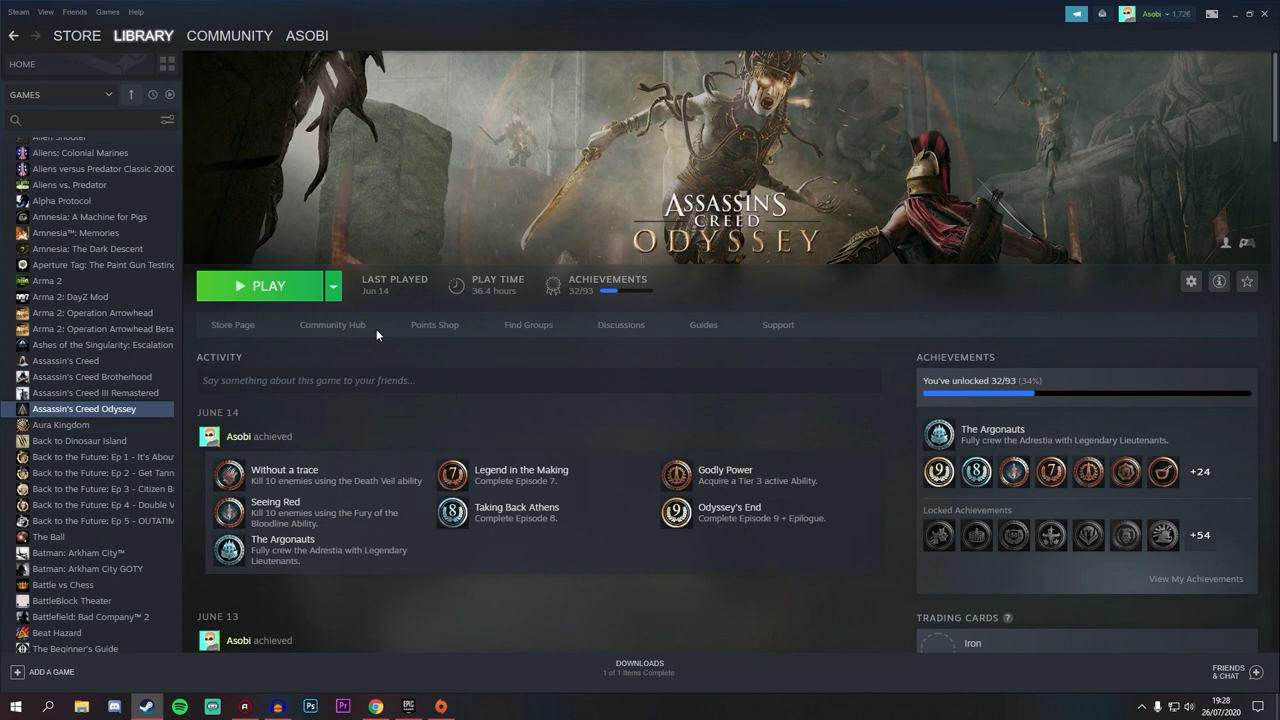 Steam View Friends Games Help
Asobi 1,72€
STORE LIBRARY COMMUNITY ASOBI
HOME
GAMES
Alien Shooter
Aliens: Colonial Marines
Aliens versus Predator Classic 2000
Aliens vs. Predator
Alpha Protocol
Amnesia: A Machine for Pigs
Amnesia™: Memories
Amnesia: The Dark Descent
Aperture Tag: The Paint Gun Testing
Arma 2
Arma 2: DayZ Mod
Arma 2: Operation Arrowhead
Arma 2: Operation Arrowhead Beta
Ashes of the Singularity: Escalation
Assassin's Creed
Assassin's Creed Brotherhood
Assassin's Creed III Remastered
Assassin's Creed Odyssey
Aura Kingdom
Back to Dinosaur Island
Back to the Future: Ep 1 - It's About
Back to the Future: Ep 2 - Get Tann
Back to the Future: Ep 3 - Citizen B
Back to the Future: Ep 4 - Double V
Back to the Future: Ep 5 - OUTATIM
The Ball
Batman: Arkham City™
Batman: Arkham City GOTY
Battle vs Chess
BattleBlock Theater
Battlefield: Bad Company™ 2
Beat Hazard
The Beginner's Guide
ADD A GAME
ASSASSIN'S
CREED
ODYSSEY
PLAY
LAST PLAYED
Jun 14
PLAY TIME
36.4 hours
ACHIEVEMENTS
32/93
Store Page Community Hub Points Shop Find Groups Discussions Guides Support
ACTIVITY
Say something about this game to your friends...
JUNE 14
Asobi achieved
Without a trace
Kill 10 enemies using the Death Veil ability
Legend in the Making
Complete Episode 7.
Godly Power
Acquire a Tier 3 active Ability.
Seeing Red
Kill 10 enemies using the Fury of the
Bloodline Ability.
Taking Back Athens
Complete Episode 8.
Odyssey's End
Complete Episode 9 + Epilogue.
The Argonauts
Fully crew the Adrestia with Legendary
Lieutenants.
JUNE 13
Asobi achieved
ACHIEVEMENTS
You've unlocked 32/93 (34%)
The Argonauts
Fully crew the Adrestia with Legendary Lieutenants.
+24
Locked Achievements
+54
View My Achievements
TRADING CARDS ?
Iron
DOWNLOADS
1 of 1 Items Complete
FRIENDS
& CHAT
Ps Pr EPIC
19:28
26/07/2020